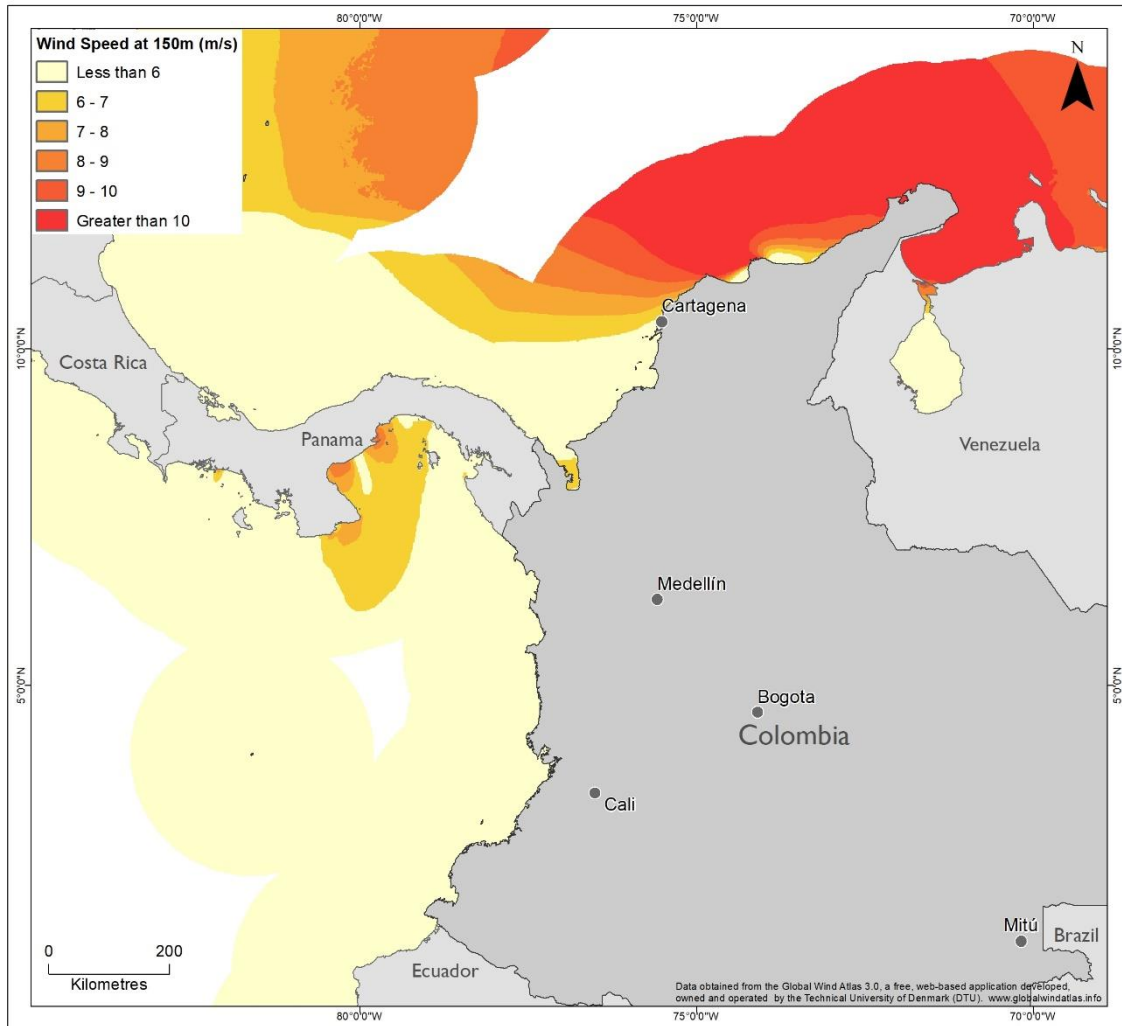 80°0'0"W
75°0'0"W
70°0'0"W
Wind Speed at 150m (m/s)
Less than 6
6 - 7
7 - 8
8 - 9
9 - 10
Greater than 10
N
Cartagena
10°0'0"N
10°0'0"N
Costa Rica
Panama
Venezuela
Medellín
5°0'0"N
5°0'0"N
Bogota
Colombia
Cali
Mitú
Brazil
0 200
Kilometres
Ecuador
Data obtained from the Global Wind Atlas 3.0, a free, web-based application developed,
owned and operated by the Technical University of Denmark (DTU). www.globalwindatlas.info
80°0'0"W
75°0'0"W
70°0'0"W